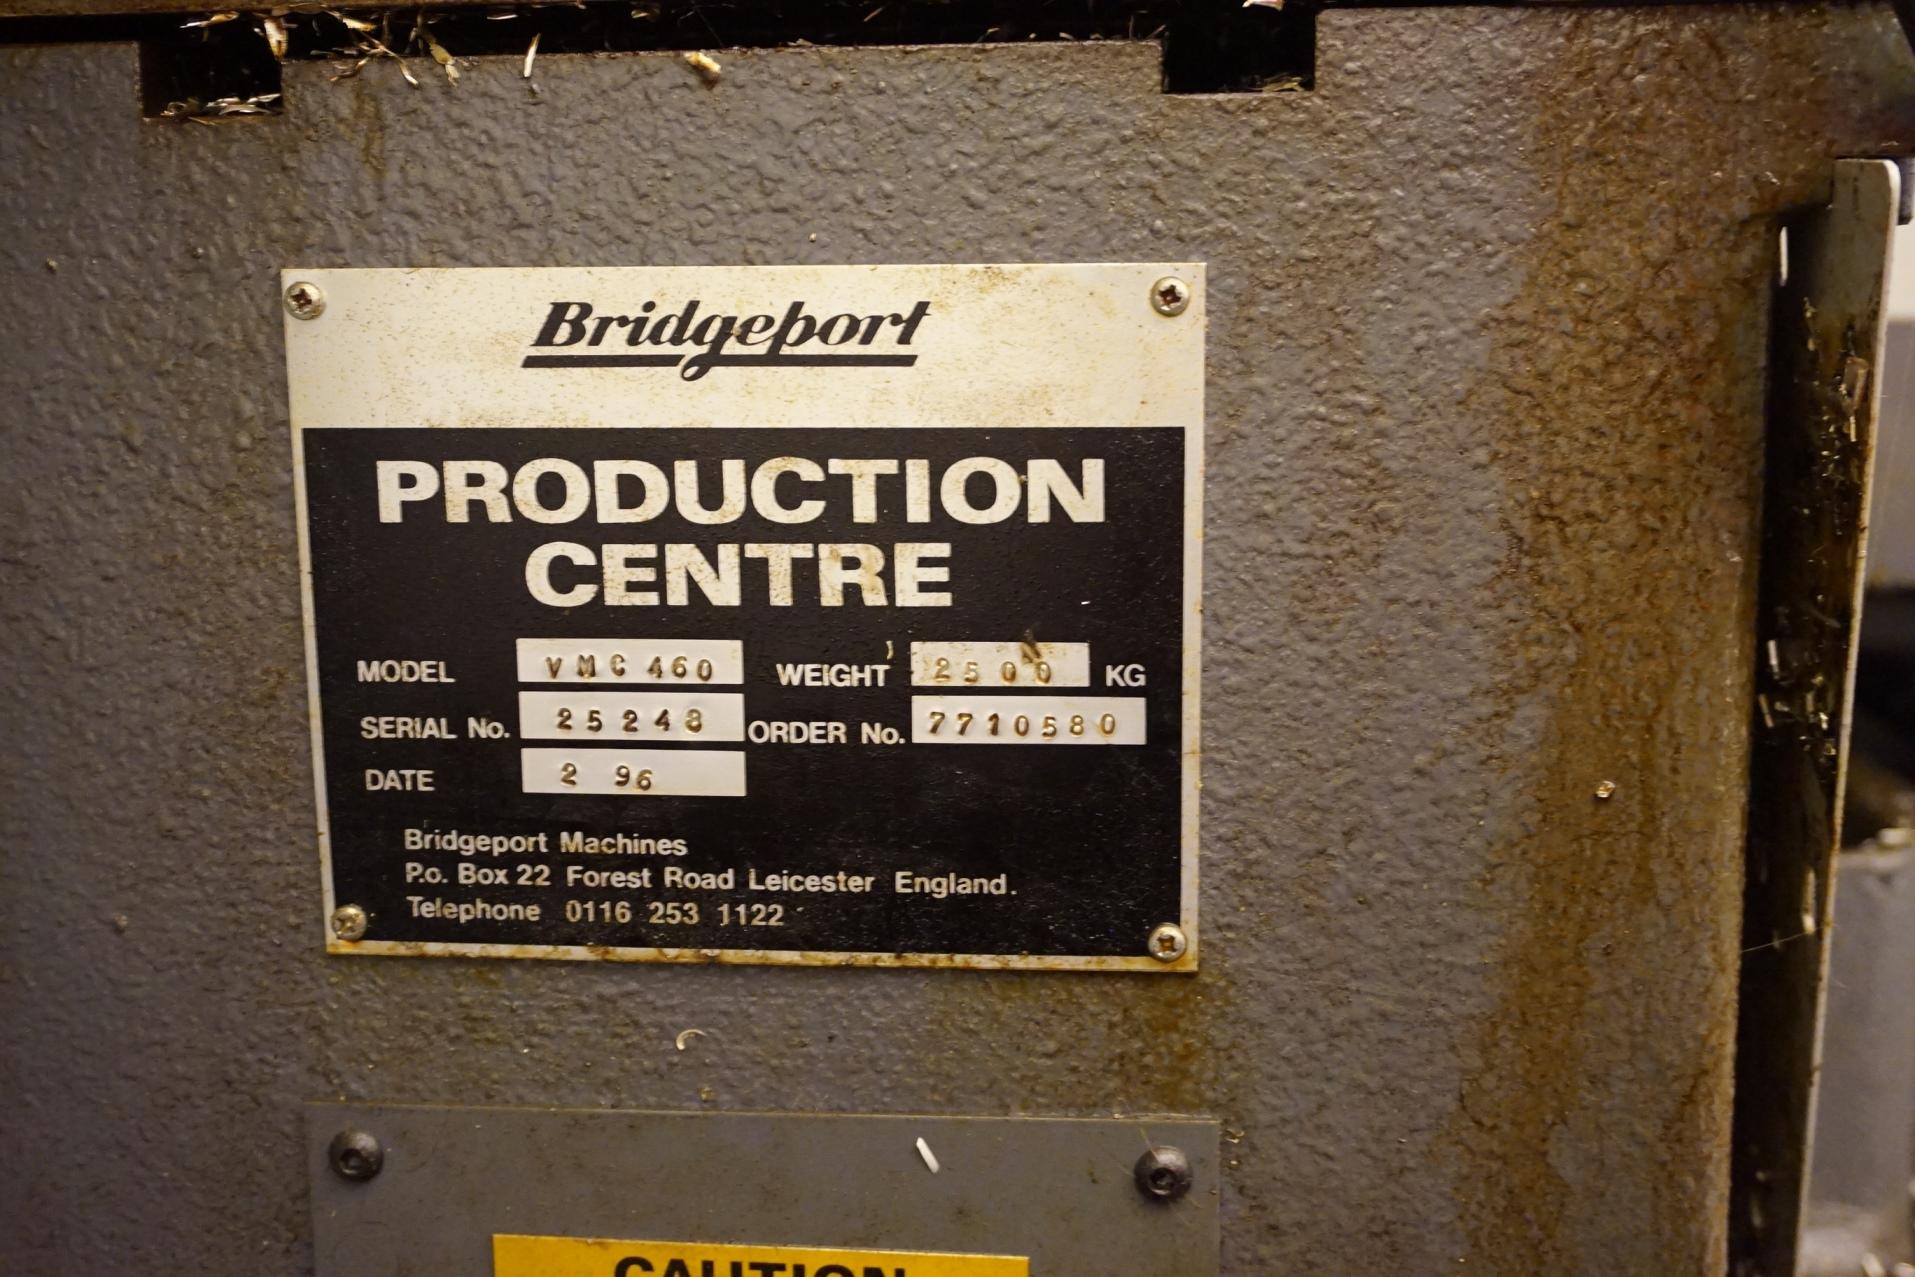 Bridgeport
PRODUCTION
CENTRE
MODEL VMC 460 WEIGHT 2500 KG
SERIAL No. 25248 ORDER No. 7710580
DATE 2 96
Bridgeport Machines
P.o. Box 22 Forest Road Leicester England.
Telephone 0116 253 1122
CAUTION